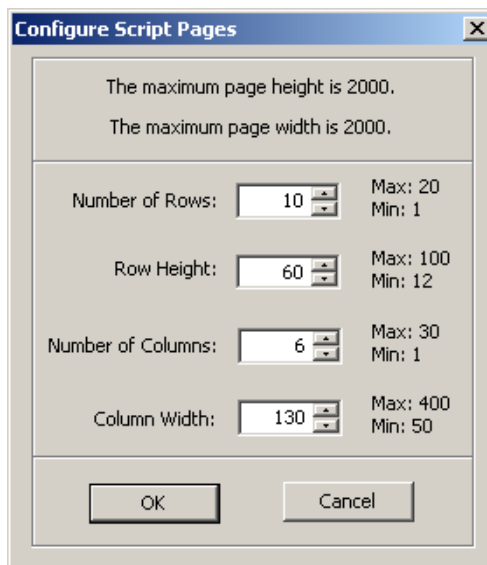 Configure Script Pages
The maximum page height is 2000.
The maximum page width is 2000.
Number of Rows: 10 Max: 20
Min: 1
Row Height: 60 Max: 100
Min: 12
Number of Columns: 6 Max: 30
Min: 1
Column Width: 130 Max: 400
Min: 50
OK Cancel